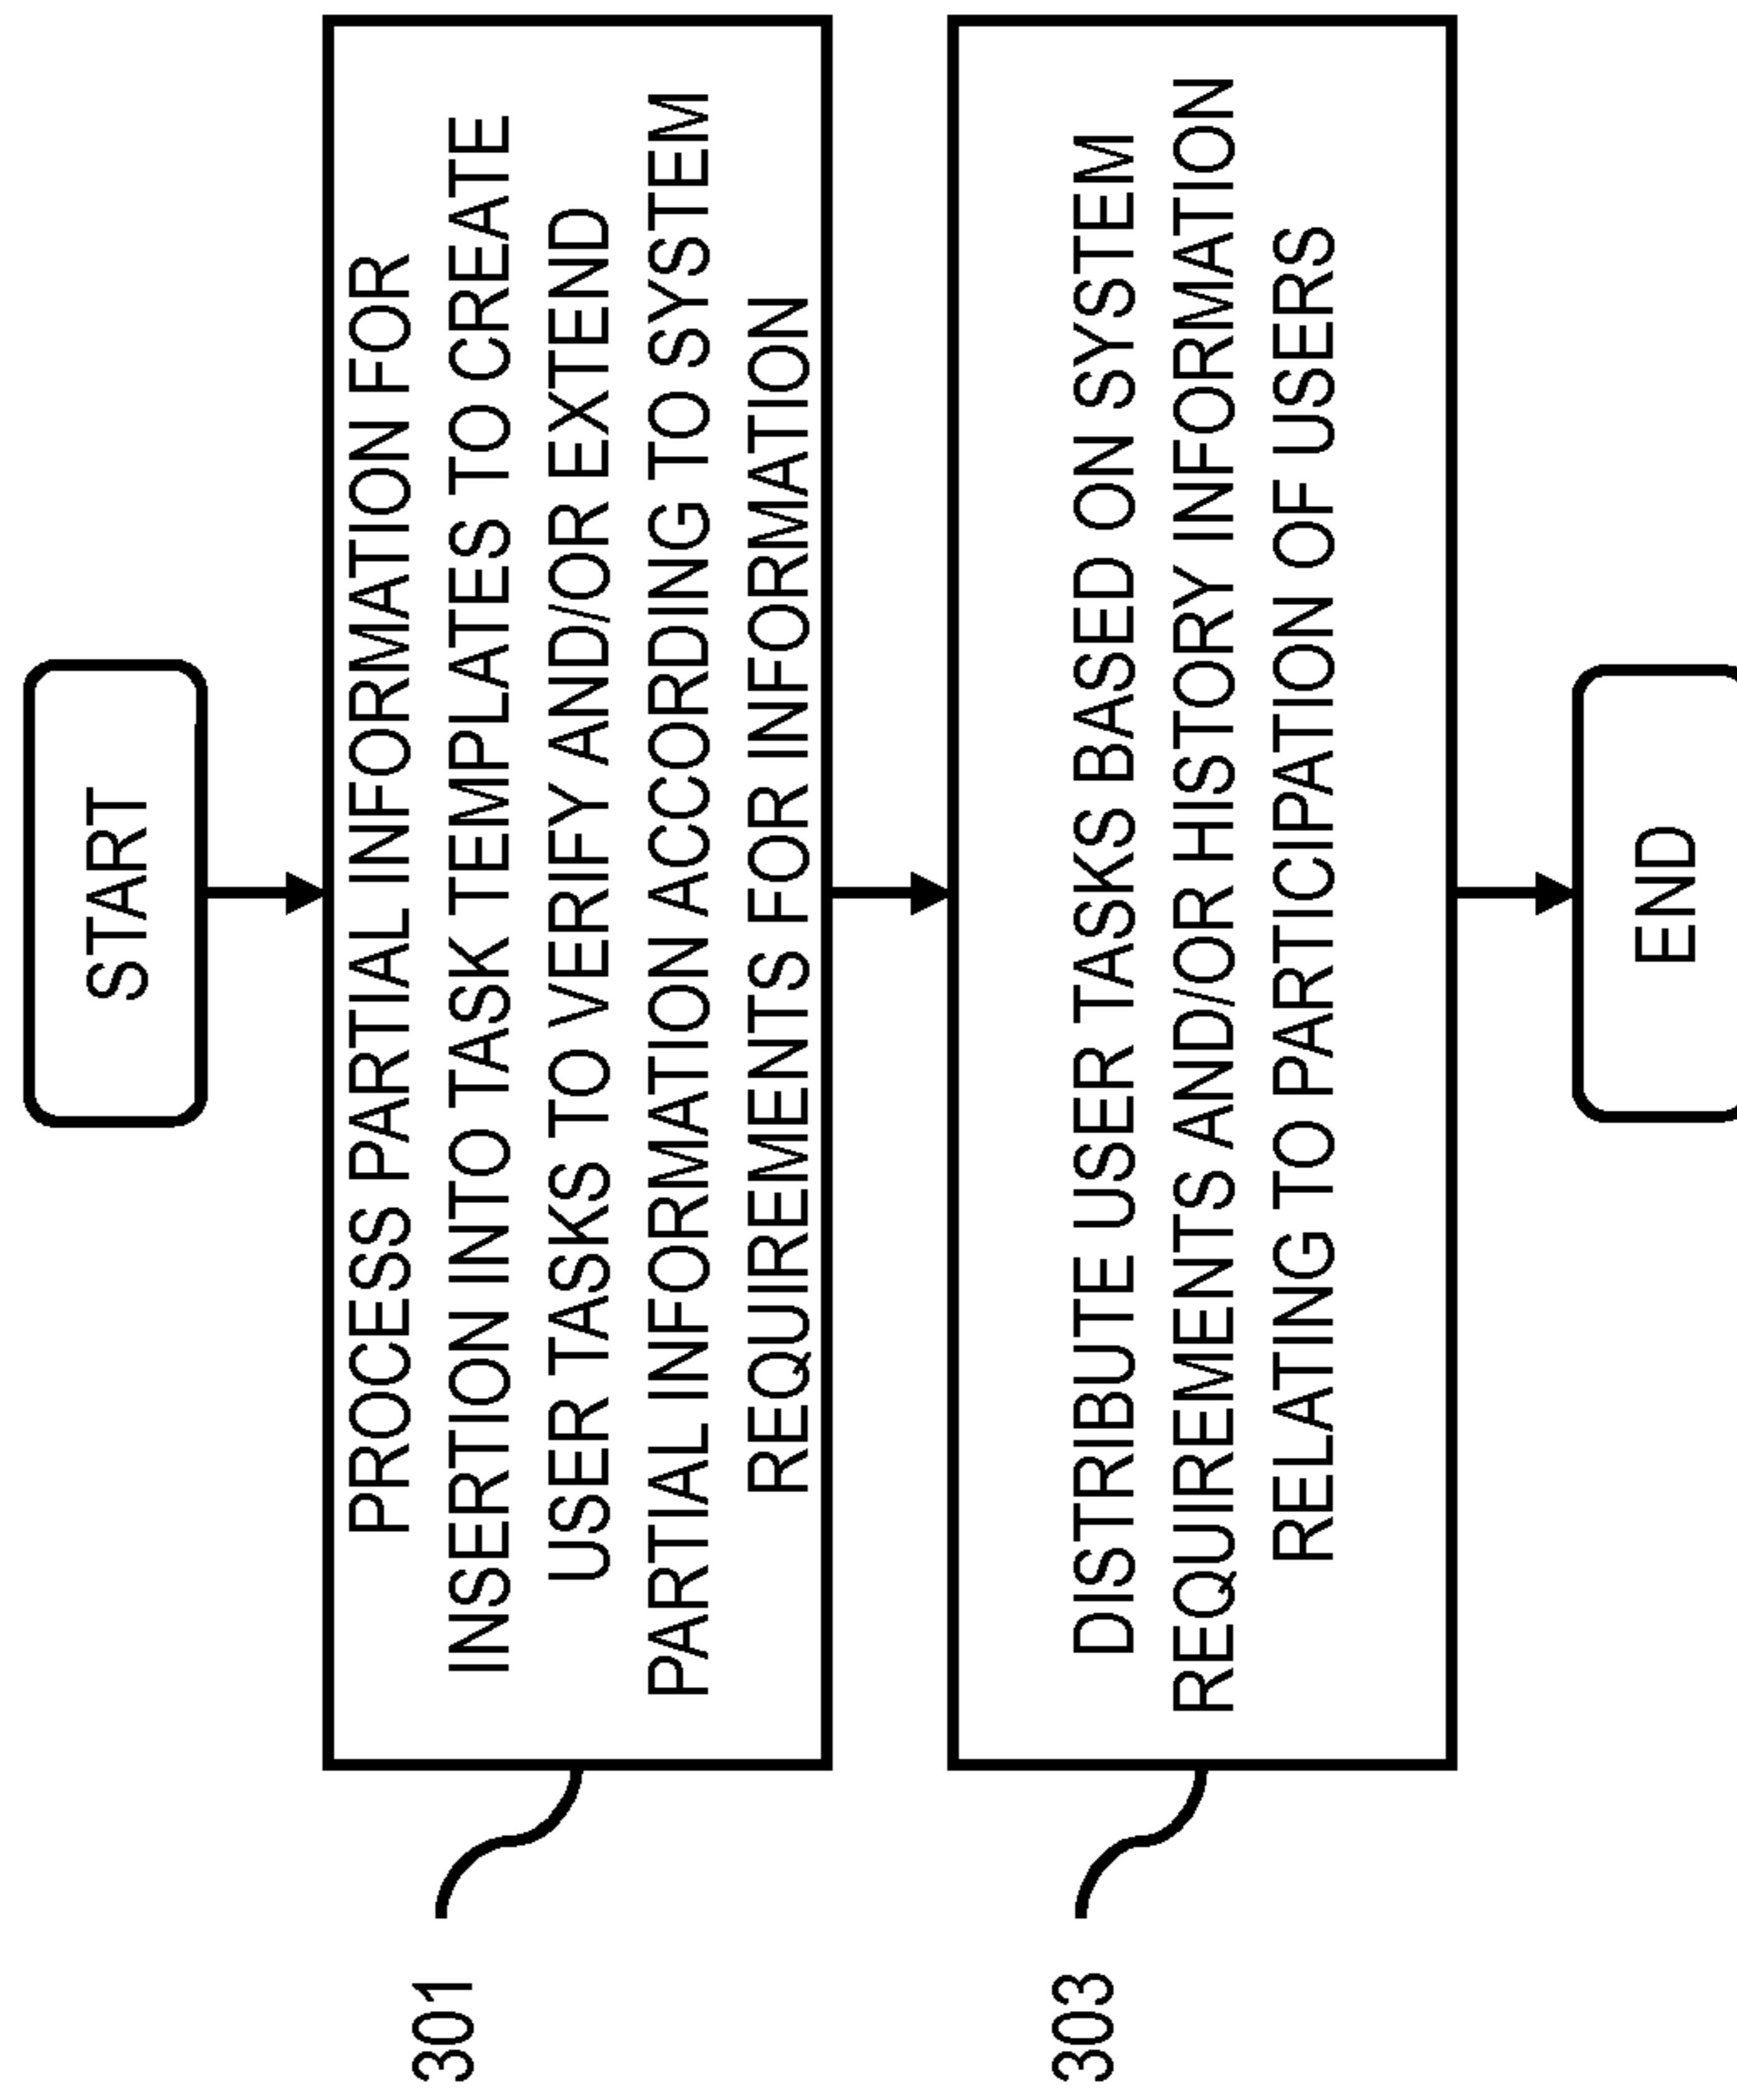 START
PROCESS PARTIAL INFORMATION FOR
INSERTION INTO TASK TEMPLATES TO CREATE
USER TASKS TO VERIFY AND/OR EXTEND
PARTIAL INFORMATION ACCORDING TO SYSTEM
REQUIREMENTS FOR INFORMATION
301
DISTRIBUTE USER TASKS BASED ON SYSTEM
REQUIREMENTS AND/OR HISTORY INFORMATION
RELATING TO PARTICIPATION OF USERS
303
END